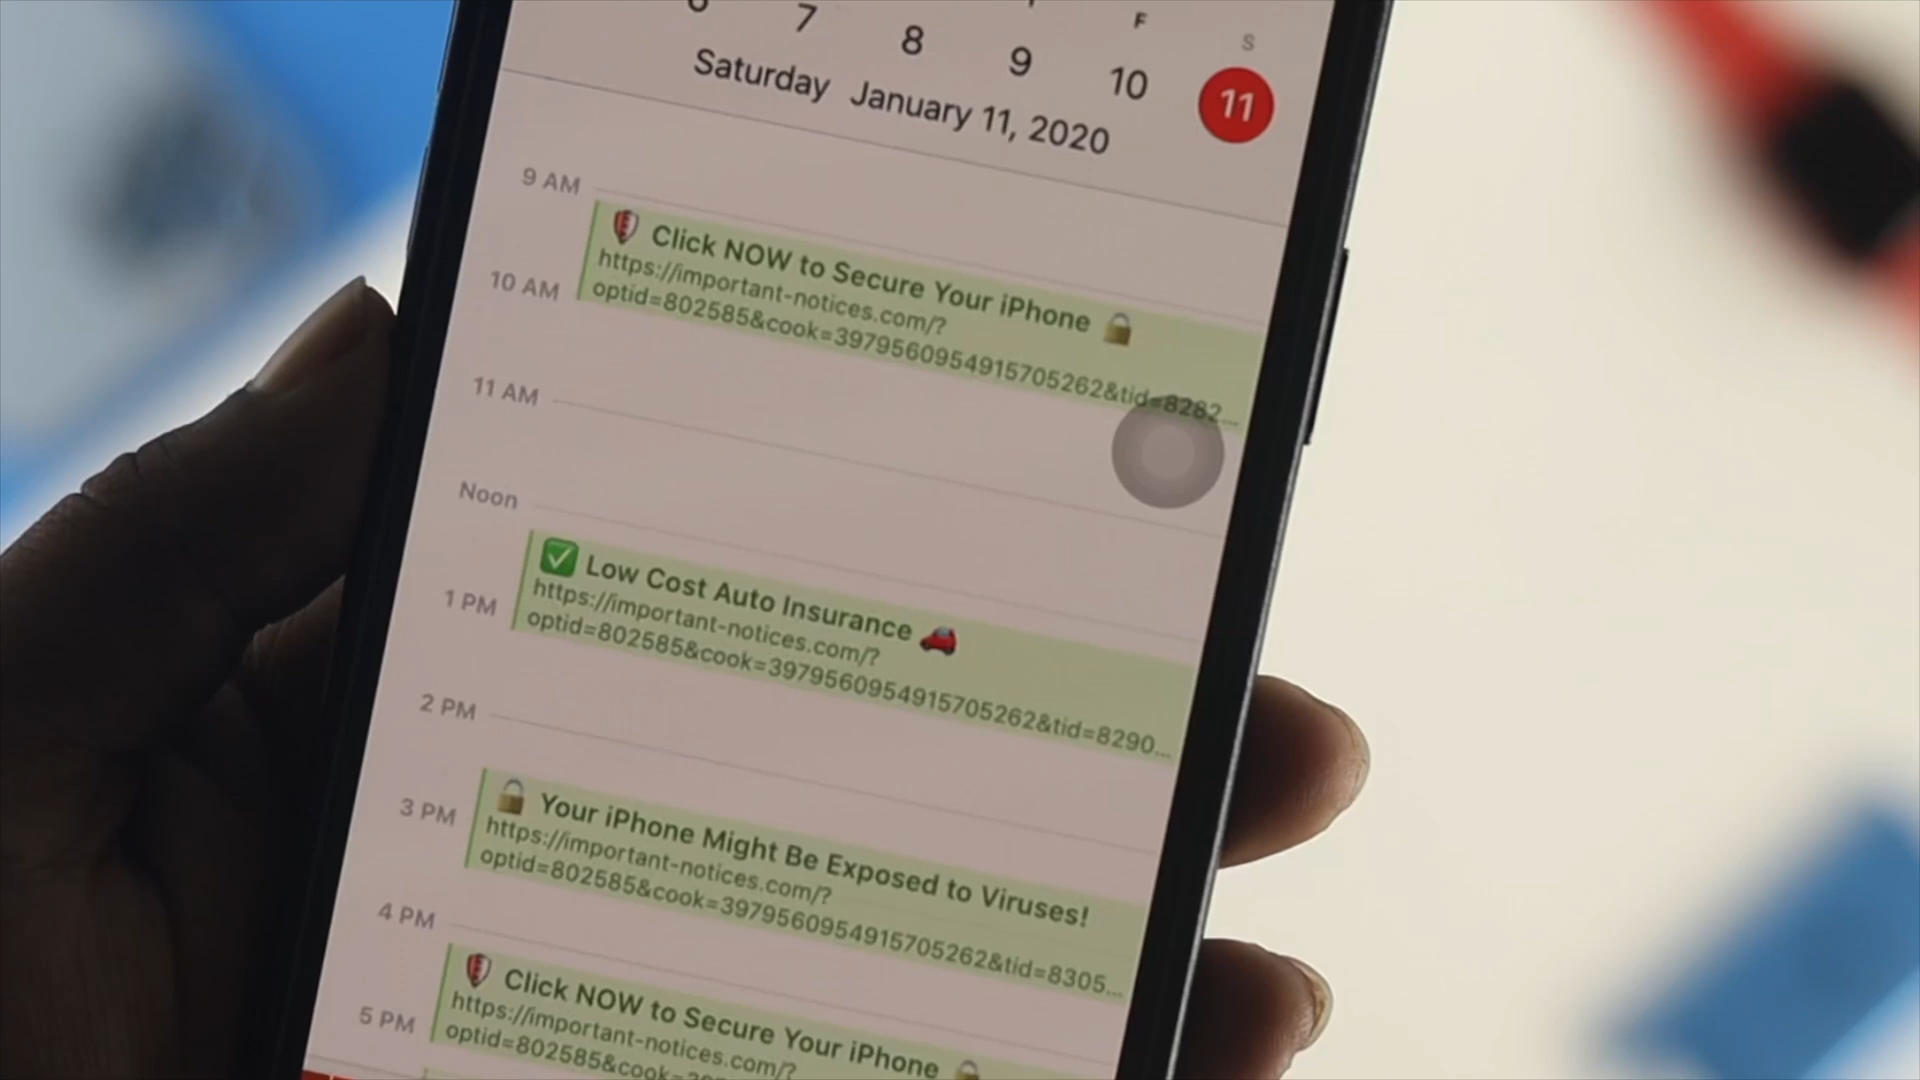 F S
7 8 9 10 11
Saturday January 11, 2020
9 AM
Click NOW to Secure Your iPhone
https://important-notices.com/?
optid=802585&cook=3979560954915705262&tid=8282...
10 AM
11 AM
Noon
Low Cost Auto Insurance
https://important-notices.com/?
optid=802585&cook=3979560954915705262&tid=8290...
1 PM
2 PM
Your iPhone Might Be Exposed to Viruses!
https://important-notices.com/?
optid=802585&cook=3979560954915705262&tid=8305...
3 PM
4 PM
Click NOW to Secure Your iPhone
https://important-notices.com/?
optid=802585&cook=
5 PM